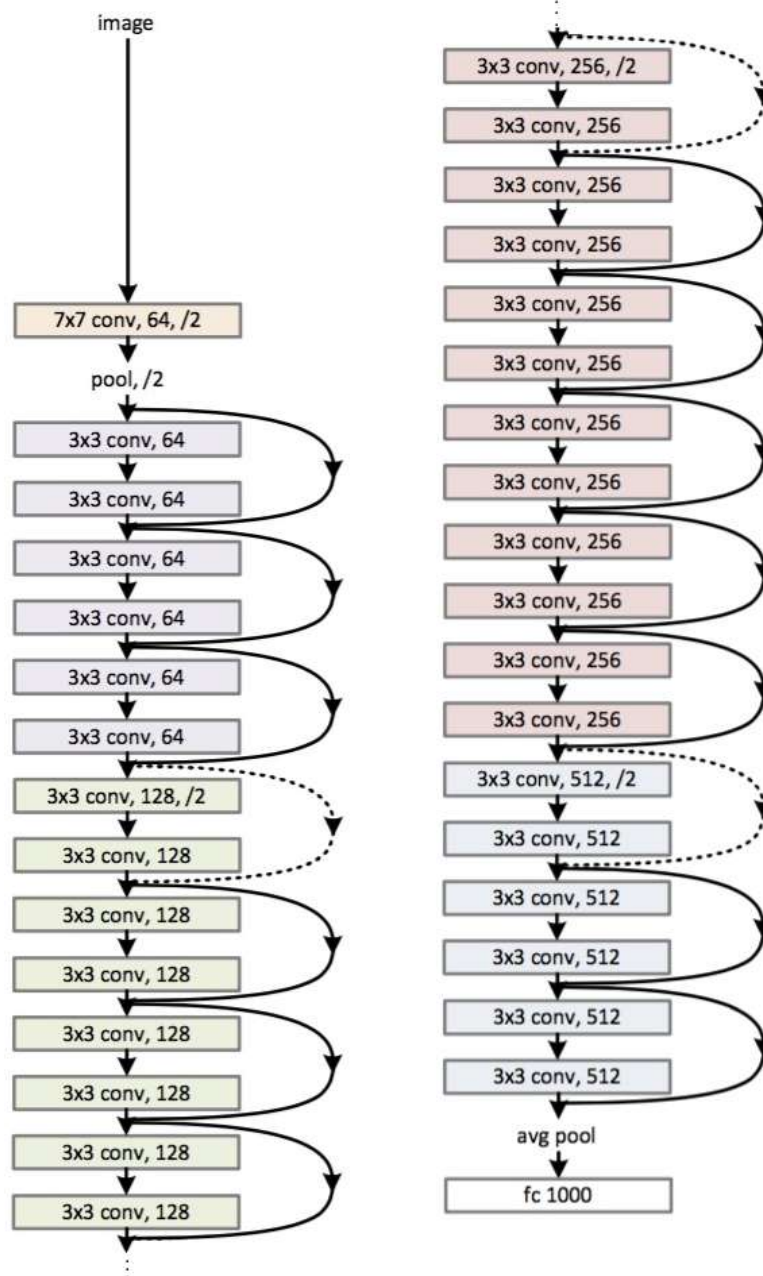 image
7x7 conv, 64, /2
pool, /2
3x3 conv, 64
3x3 conv, 64
3x3 conv, 64
3x3 conv, 64
3x3 conv, 64
3x3 conv, 64
3x3 conv, 128, /2
3x3 conv, 128
3x3 conv, 128
3x3 conv, 128
3x3 conv, 128
3x3 conv, 128
3x3 conv, 128
3x3 conv, 128
3x3 conv, 256, /2
3x3 conv, 256
3x3 conv, 256
3x3 conv, 256
3x3 conv, 256
3x3 conv, 256
3x3 conv, 256
3x3 conv, 256
3x3 conv, 256
3x3 conv, 256
3x3 conv, 256
3x3 conv, 256
3x3 conv, 512, /2
3x3 conv, 512
3x3 conv, 512
3x3 conv, 512
3x3 conv, 512
3x3 conv, 512
avg pool
fc 1000